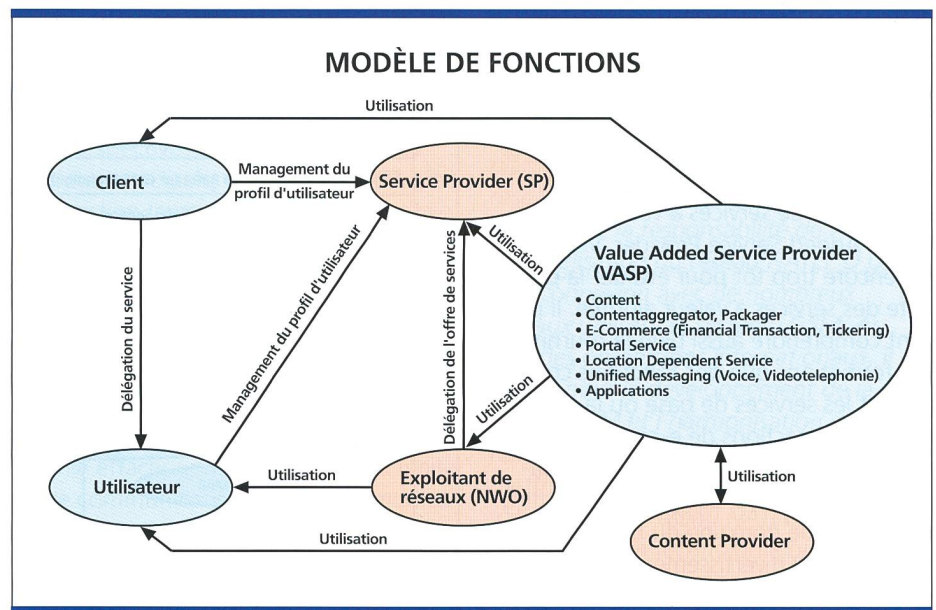 MODÈLE DE FONCTIONS
Utilisation
Client
Management du
profil d'utilisateur
Service Provider (SP)
Délégation du service
Management du profil d'utilisateur
Délégation de l'offre de services
Utilisation
Value Added Service Provider
(VASP)
• Content
• Contentaggregator, Packager
• E-Commerce (Financial Transaction, Tickering)
• Portal Service
• Location Dependent Service
• Unified Messaging (Voice, Videotelephonie)
• Applications
Utilisation
Utilisateur
Utilisation
Exploitant de
réseaux (NWO)
Utilisation
Utilisation
Content Provider